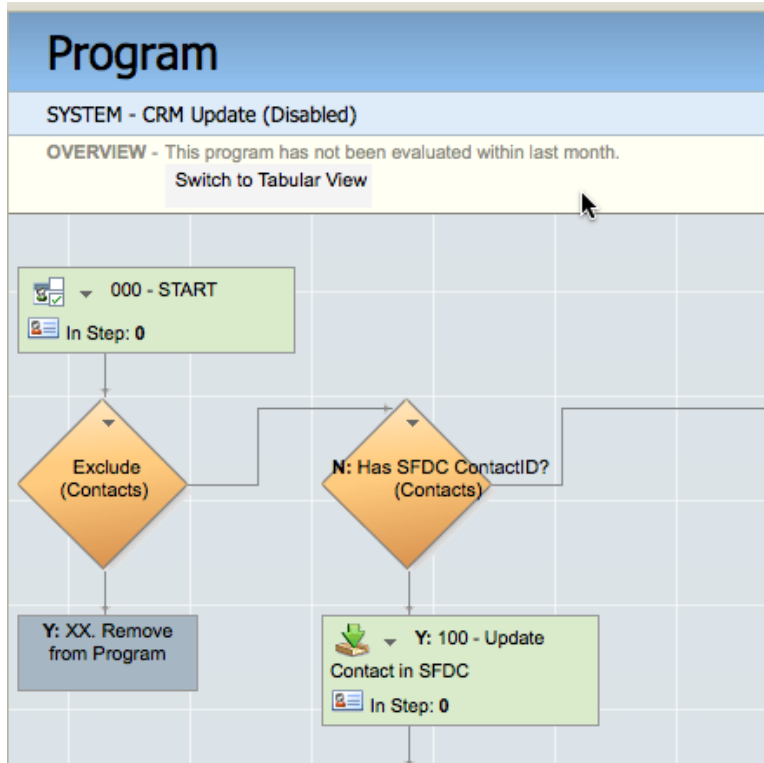 Program
SYSTEM - CRM Update (Disabled)
OVERVIEW - This program has not been evaluated within last month.
Switch to Tabular View
000 - START
In Step: 0
Exclude
(Contacts)
N: Has SFDC ContactID?
(Contacts)
Y: XX. Remove
from Program
Y: 100 - Update
Contact in SFDC
In Step: 0